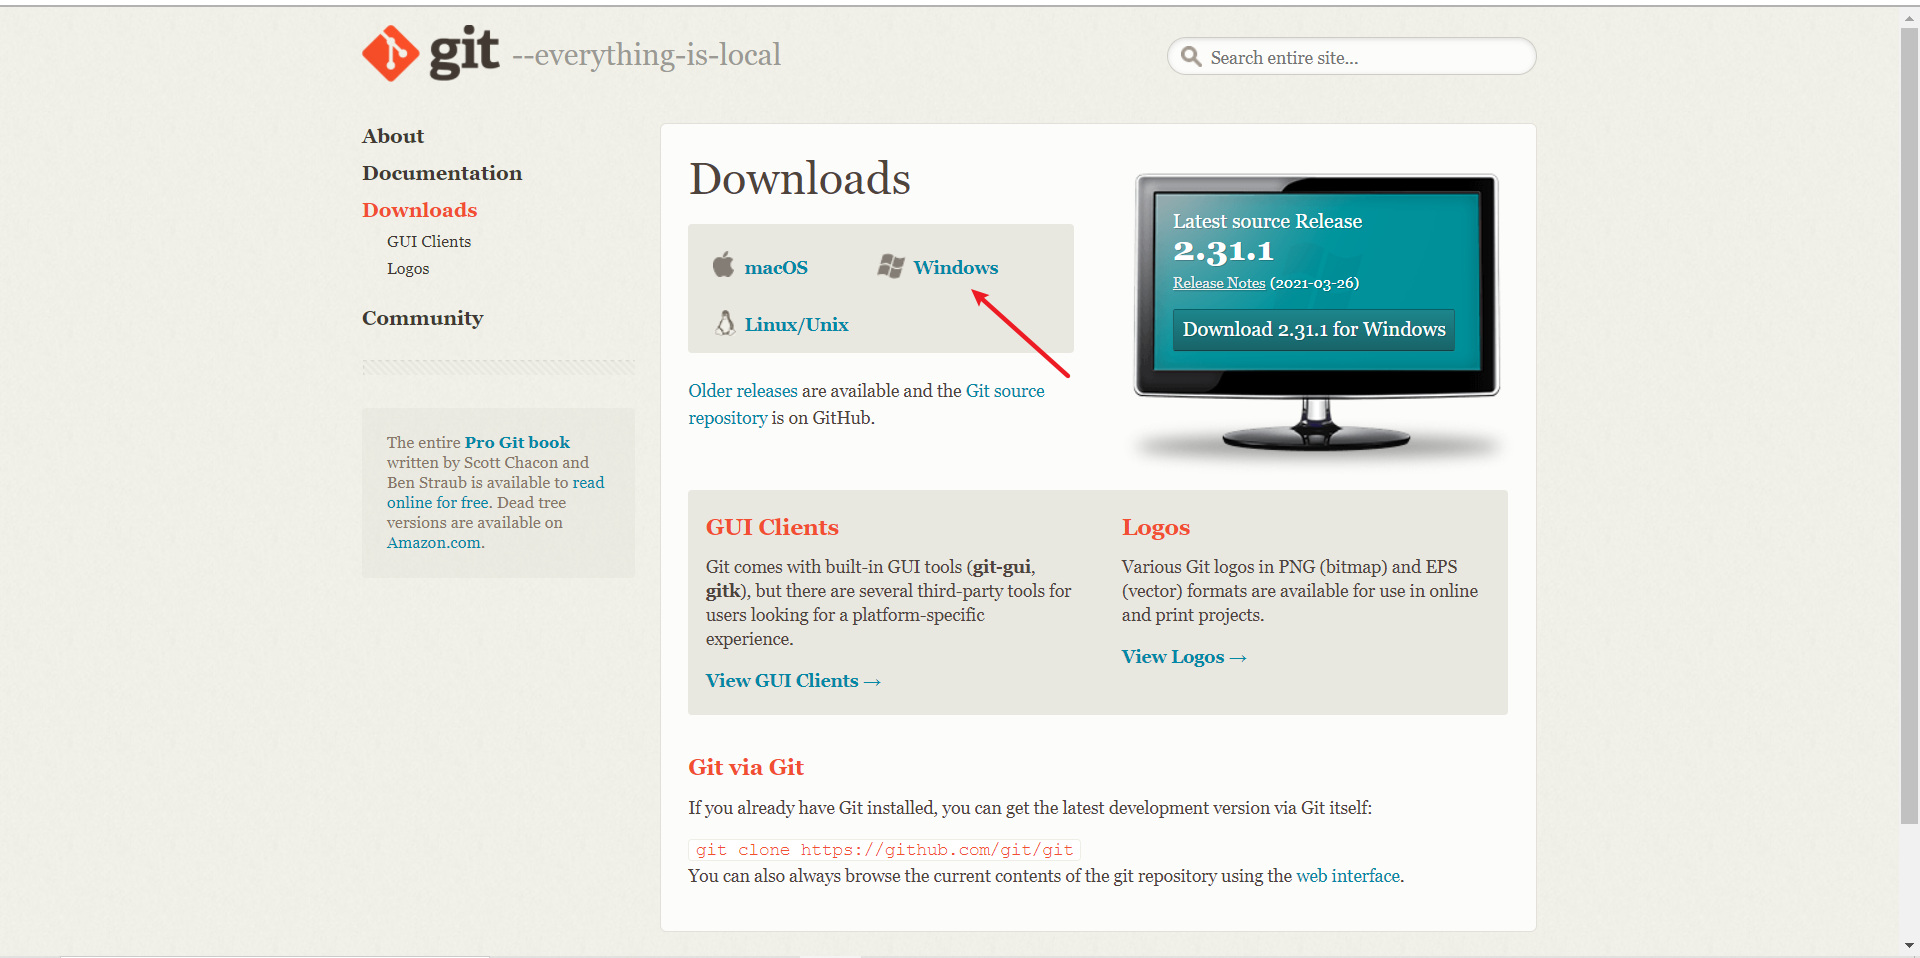 git --everything-is-local
Search entire site...
About
Documentation
Downloads
GUI Clients
Logos
Community
The entire Pro Git book
written by Scott Chacon and
Ben Straub is available to read
online for free. Dead tree
versions are available on
Amazon.com.
Downloads
macOS
Windows
Linux/Unix
Older releases are available and the Git source
repository is on GitHub.
Latest source Release
2.31.1
Release Notes (2021-03-26)
Download 2.31.1 for Windows
GUI Clients
Git comes with built-in GUI tools (git-gui,
gitk), but there are several third-party tools for
users looking for a platform-specific
experience.
View GUI Clients →
Logos
Various Git logos in PNG (bitmap) and EPS
(vector) formats are available for use in online
and print projects.
View Logos →
Git via Git
If you already have Git installed, you can get the latest development version via Git itself:
git clone https://github.com/git/git
You can also always browse the current contents of the git repository using the web interface.